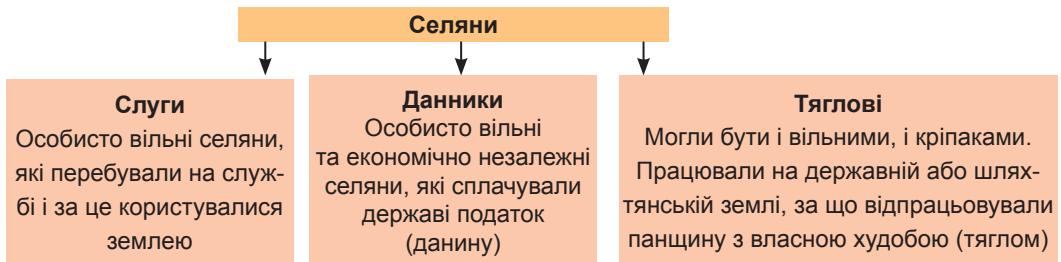 Селяни
Слуги
Особисто вільні селяни,
які перебували на служ-
бі і за це користувалися
землею
Данники
Особисто вільні
та економічно незалежні
селяни, які сплачували
державі податок
(данину)
Тяглові
Могли бути і вільними, і кріпаками.
Працювали на державній або шлях-
тянській землі, за що відпрацьовували
панщину з власною худобою (тяглом)